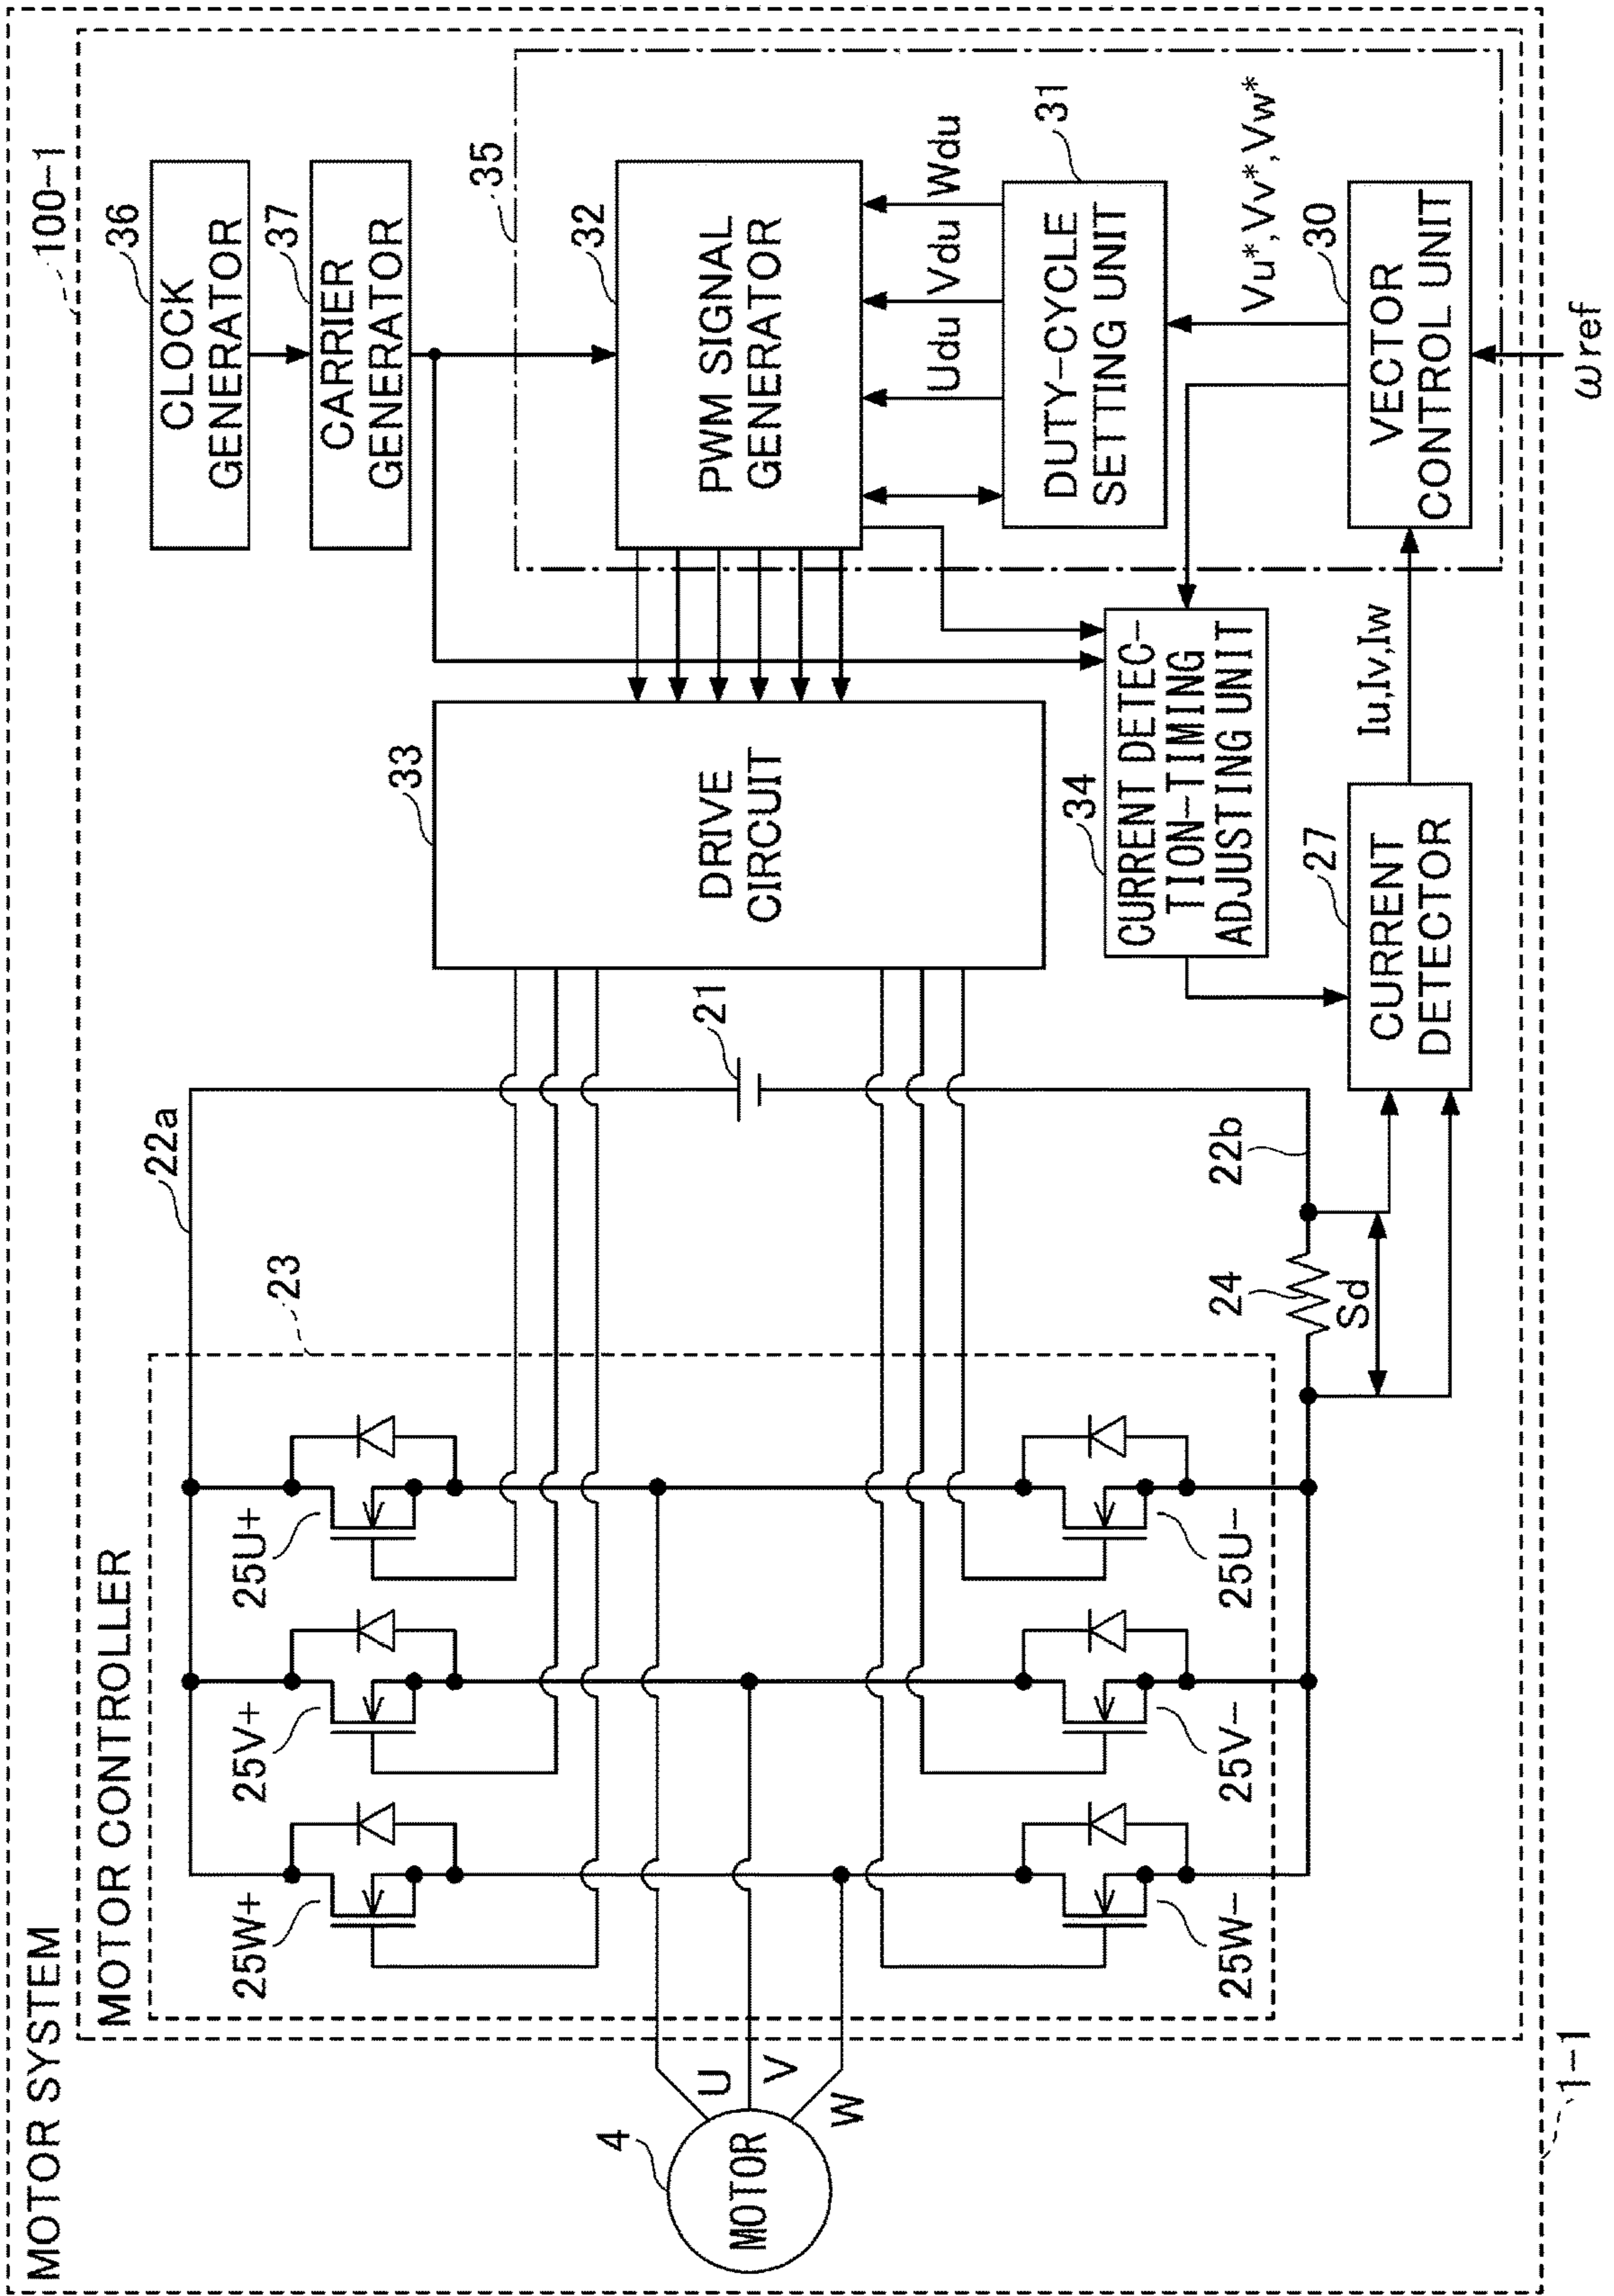 MOTOR SYSTEM
MOTOR CONTROLLER
100-1
36
CLOCK
GENERATOR
37
CARRIER
GENERATOR
35
32
PWM SIGNAL
GENERATOR
Udu
Vdu
Wdu
31
DUTY-CYCLE
SETTING UNIT
Vu*,Vv*,Vw*
30
VECTOR
CONTROL UNIT
ωref
33
DRIVE
CIRCUIT
34
CURRENT DETEC-
TION-TIMING
ADJUSTING UNIT
Iu,Iv,Iw
27
CURRENT
DETECTOR
21
22a
22b
23
24
Sd
25W+
25V+
25U+
25W-
25V-
25U-
4
MOTOR
U
V
W
1-1